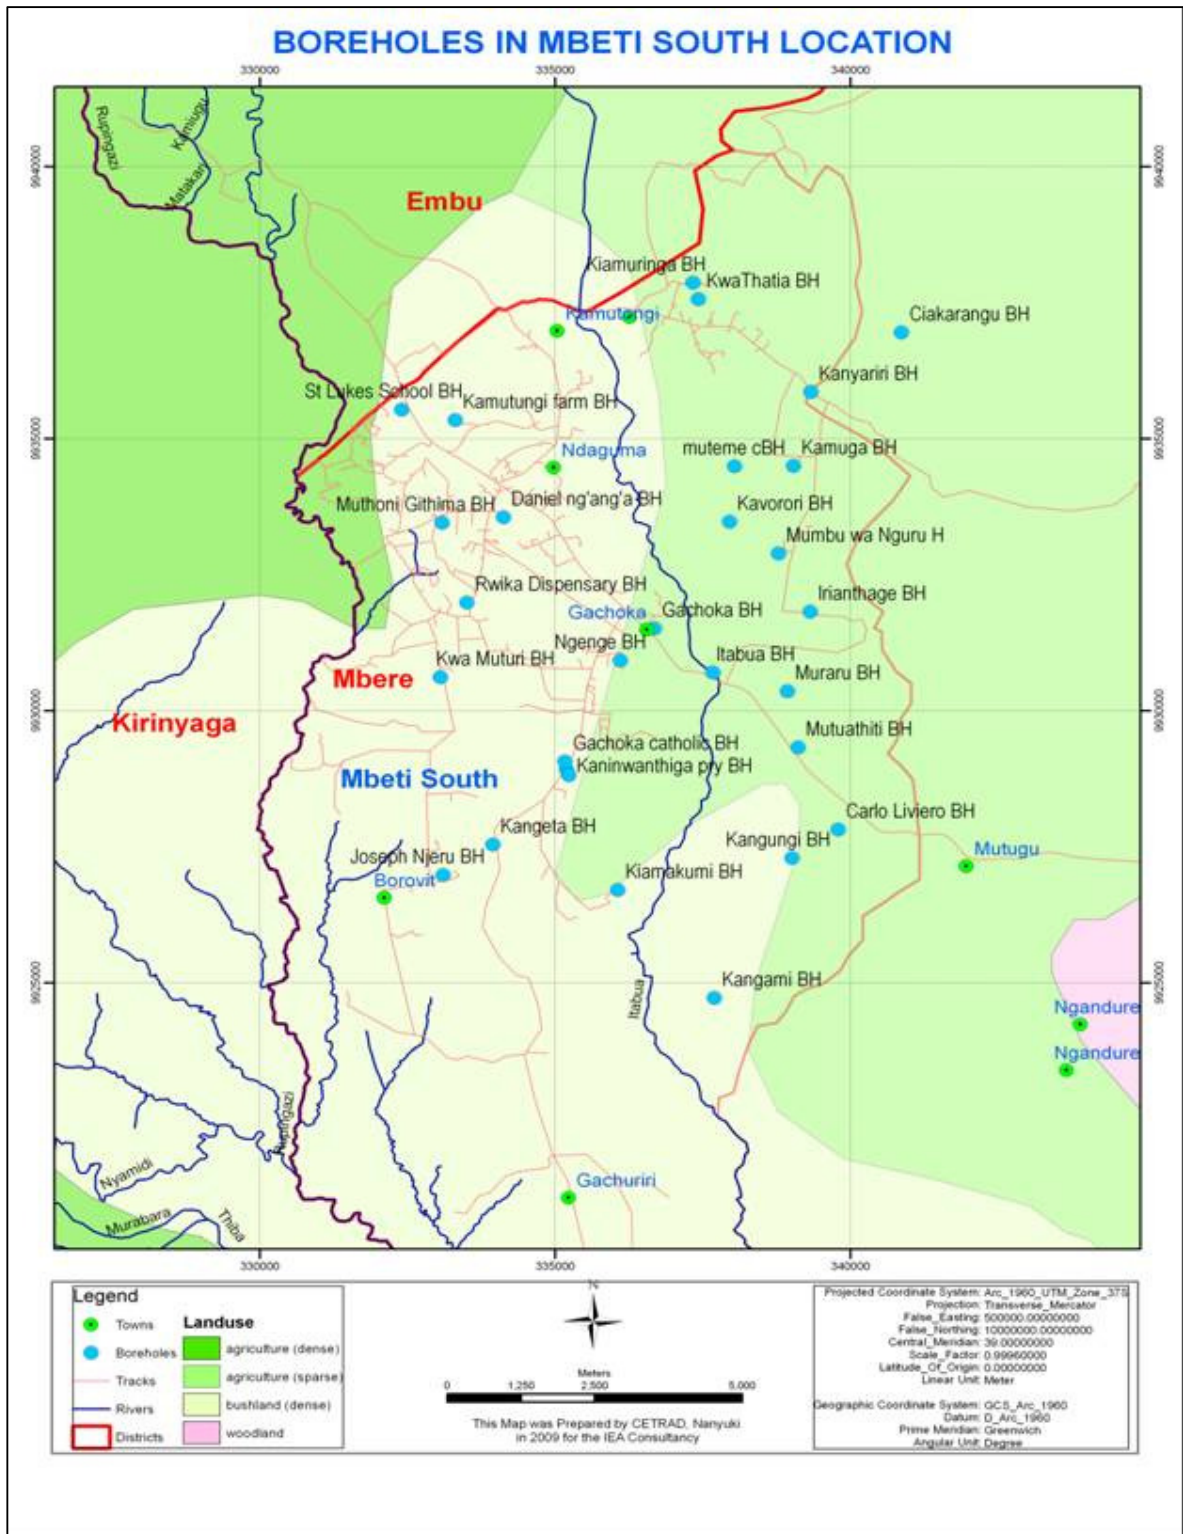 BOREHOLES IN MBETI SOUTH LOCATION
330000
335000
340000
Rupingazi
Kamiugu
Matakari
9940000
9940000
Embu
Kiamuringa BH
KwaThatia BH
Kamutongi
Ciakarangu BH
Kanyariri BH
St Lukes School BH
Kamutungi farm BH
9935000
9935000
Ndaguma
muteme cBH
Kamuga BH
Muthoni Githima BH
Daniel ng'ang'a BH
Kavorori BH
Mumbu wa Nguru H
Rwika Dispensary BH
Irianthage BH
Gachoka
Gachoka BH
Ngenge BH
Kwa Muturi BH
Itabua BH
Mbere
Muraru BH
9930000
9930000
Kirinyaga
Mutuathiti BH
Gachoka catholic BH
Kaninwanthiga pry BH
Mbeti South
Carlo Liviero BH
Kangeta BH
Kangungi BH
Mutugu
Joseph Njeru BH
Borovit
Kiamakumi BH
9925000
9925000
Kangami BH
Itabua
Ngandure
Ngandure
Rupingazi
Nyamidi
Gachuriri
Murabara
Thiba
330000
335000
340000
Legend
Towns
Boreholes
Tracks
Rivers
Districts
Landuse
agriculture (dense)
agriculture (sparse)
bushland (dense)
woodland
N
Meters
0 1,250 2,500 5,000
This Map was Prepared by CETRAD, Nanyuki
in 2009 for the IEA Consultancy
Projected Coordinate System: Arc_1960_UTM_Zone_37S
Projection: Transverse_Mercator
False_Easting: 500000.00000000
False_Northing: 10000000.00000000
Central_Meridian: 39.00000000
Scale_Factor: 0.99960000
Latitude_Of_Origin: 0.00000000
Linear Unit: Meter
Geographic Coordinate System: GCS_Arc_1960
Datum: D_Arc_1960
Prime Meridian: Greenwich
Angular Unit: Degree